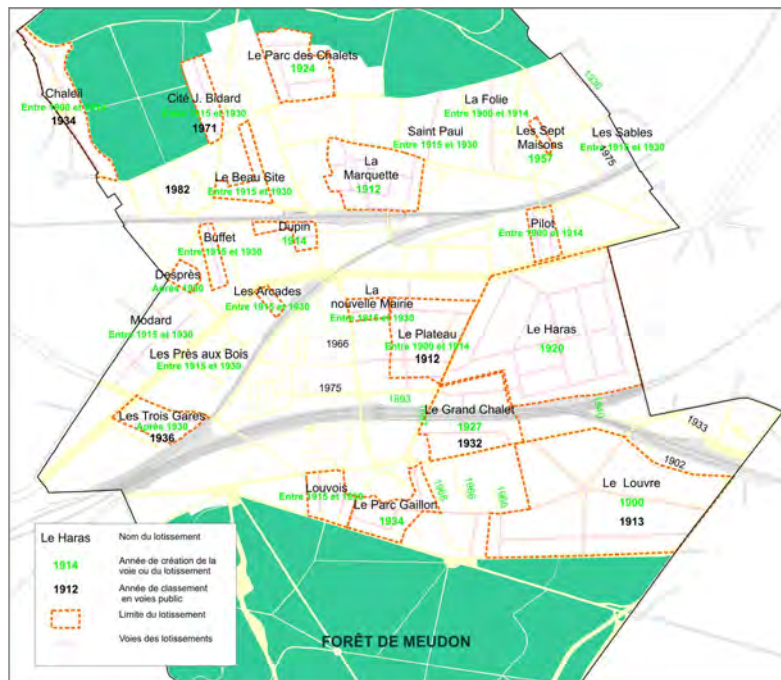 Le Parc des Chalets
1924
1930
Chaleil
Entre 1900 et
1934
Cité J. Bidard
Entre 1915 et 1930
1971
La Folie
Entre 1900 et 1914
Saint Paul
Entre 1915 et 1930
Les Sept
Maisons
1957
Les Sables
Entre 1915 et 1930
1975
La
Marquette
1912
1982
Le Beau Site
Entre 1915 et 1930
Buffet
Entre 1915 et 1930
Dupin
1914
Pilot
Entre 1900 et 1914
Desprès
Après 1930
Les Arcades
Entre 1915 et 1930
La
nouvelle Mairie
Entre 1915 et 1930
Modard
Entre 1915 et 1930
Le Plateau
Entre 1900 et 1914
1912
Le Haras
1920
1966
Les Près aux Bois
Entre 1915 et 1930
1975
1893
Les Trois Gares
Après 1930
1936
Le Grand Chalet
1927
1932
1933
1902
Louvois
Entre 1915 et 1930
Le Parc Gaillon
1934
Le Louvre
1900
1913
Le Haras
Nom du lotissement
1914
Année de création de la
voie ou du lotissement
1912
Année de classement
en voies public
Limite du lotissement
Voies des lotissements
FORÊT DE MEUDON